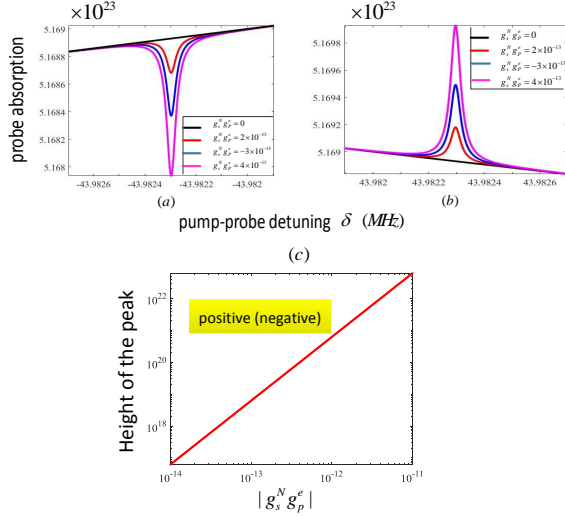 ×10^23 ×10^23
5.169
5.1688
5.1686
5.1684
5.1682
5.168
probe absorption
g_s^N g_p^e = 0
g_s^N g_p^e = 2×10^-13
g_s^N g_p^e = -3×10^-13
g_s^N g_p^e = 4×10^-13
-43.9826 -43.9824 -43.9822 -43.982
(a)
5.1698
5.1696
5.1694
5.1692
5.169
g_s^N g_p^e = 0
g_s^N g_p^e = 2×10^-13
g_s^N g_p^e = -3×10^-13
g_s^N g_p^e = 4×10^-13
-43.982 -43.9822 -43.9824 -43.9826
(b)
pump-probe detuning δ (MHz)
(c)
Height of the peak
10^22
10^20
10^18
positive (negative)
10^-14 10^-13 10^-12 10^-11
| g_s^N g_p^e |